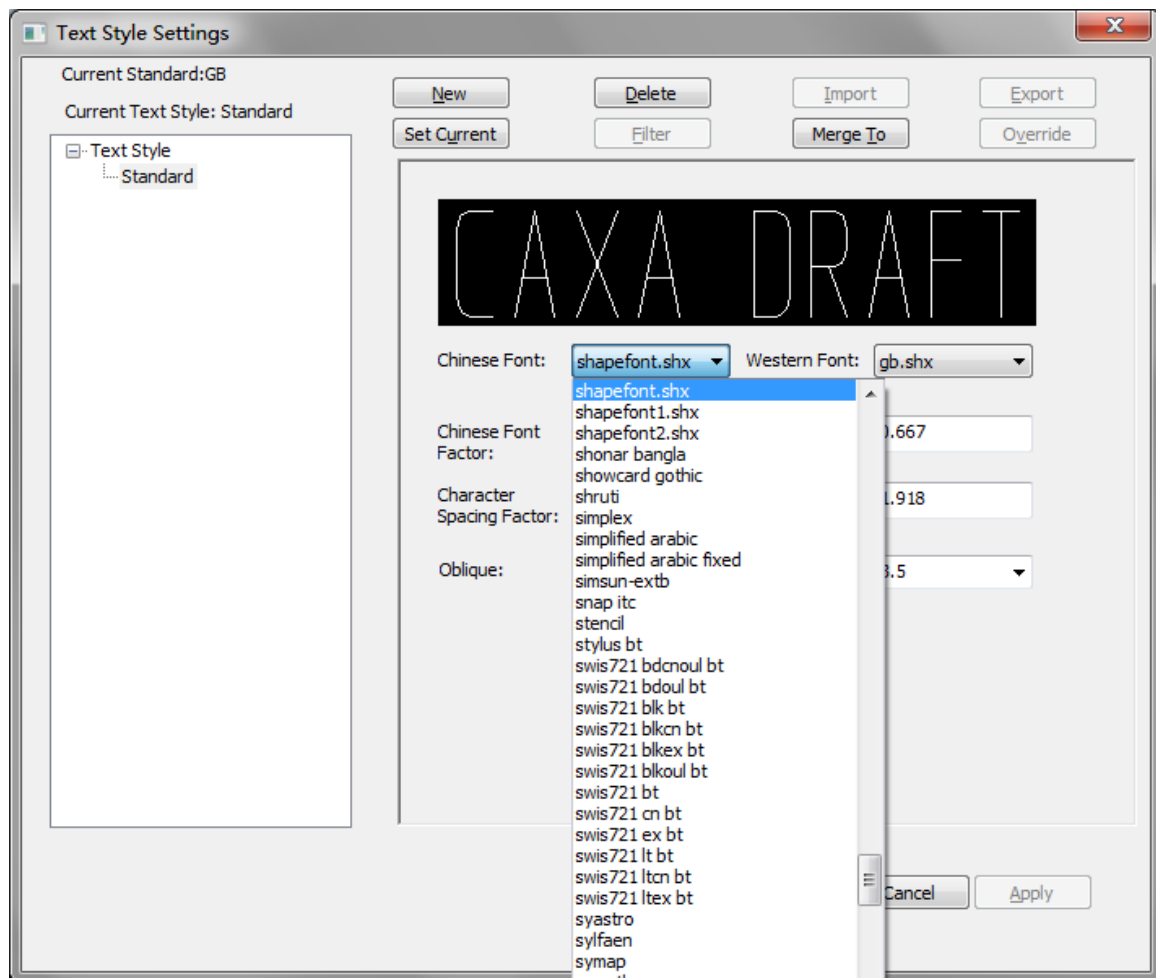 Text Style Settings
Current Standard:GB
Current Text Style: Standard
New
Delete
Import
Export
Set Current
Filter
Merge To
Override
Text Style
Standard
CAXA DRAFT
Chinese Font:
shapefont.shx
Western Font:
gb.shx
shapefont.shx
shapefont1.shx
shapefont2.shx
shonar bangla
showcard gothic
shruti
simplex
simplified arabic
simplified arabic fixed
simsun-extb
snap itc
stencil
stylus bt
swis721 bdcnoul bt
swis721 bdoul bt
swis721 blk bt
swis721 blkcn bt
swis721 blkex bt
swis721 blkoul bt
swis721 bt
swis721 cn bt
swis721 ex bt
swis721 lt bt
swis721 ltcn bt
swis721 ltex bt
syastro
sylfaen
symap
Chinese Font
Factor:
.667
Character
Spacing Factor:
.918
Oblique:
.5
Cancel
Apply